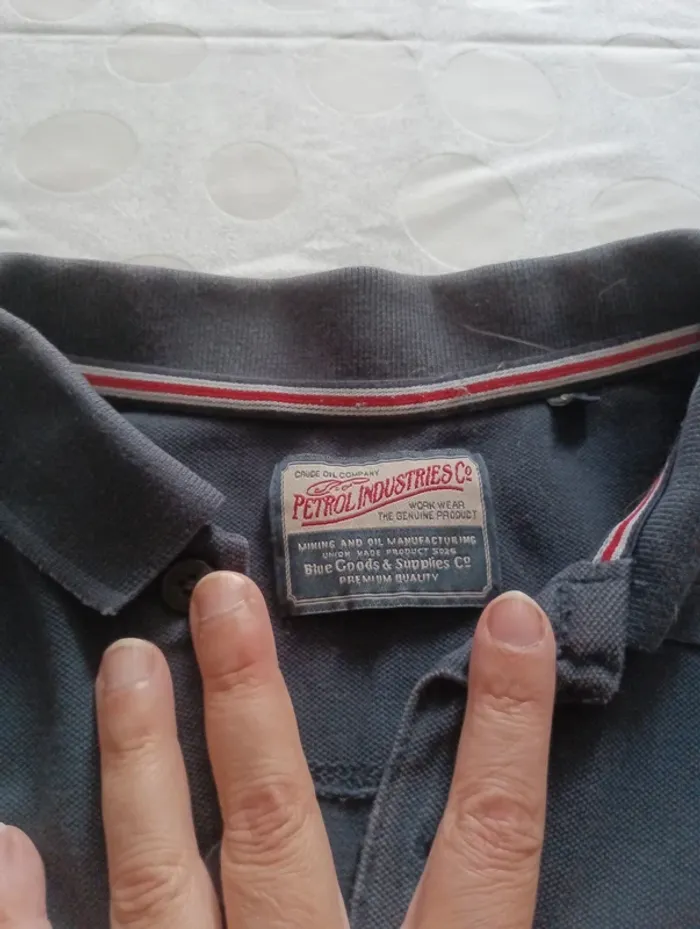 CRUDE OIL COMPANY
PETROL INDUSTRIES Cº
WORK WEAR
THE GENUINE PRODUCT
MINING AND OIL MANUFACTURING
UNION MADE PRODUCT 5026
Blue Goods & Supplies Cº
PREMIUM QUALITY